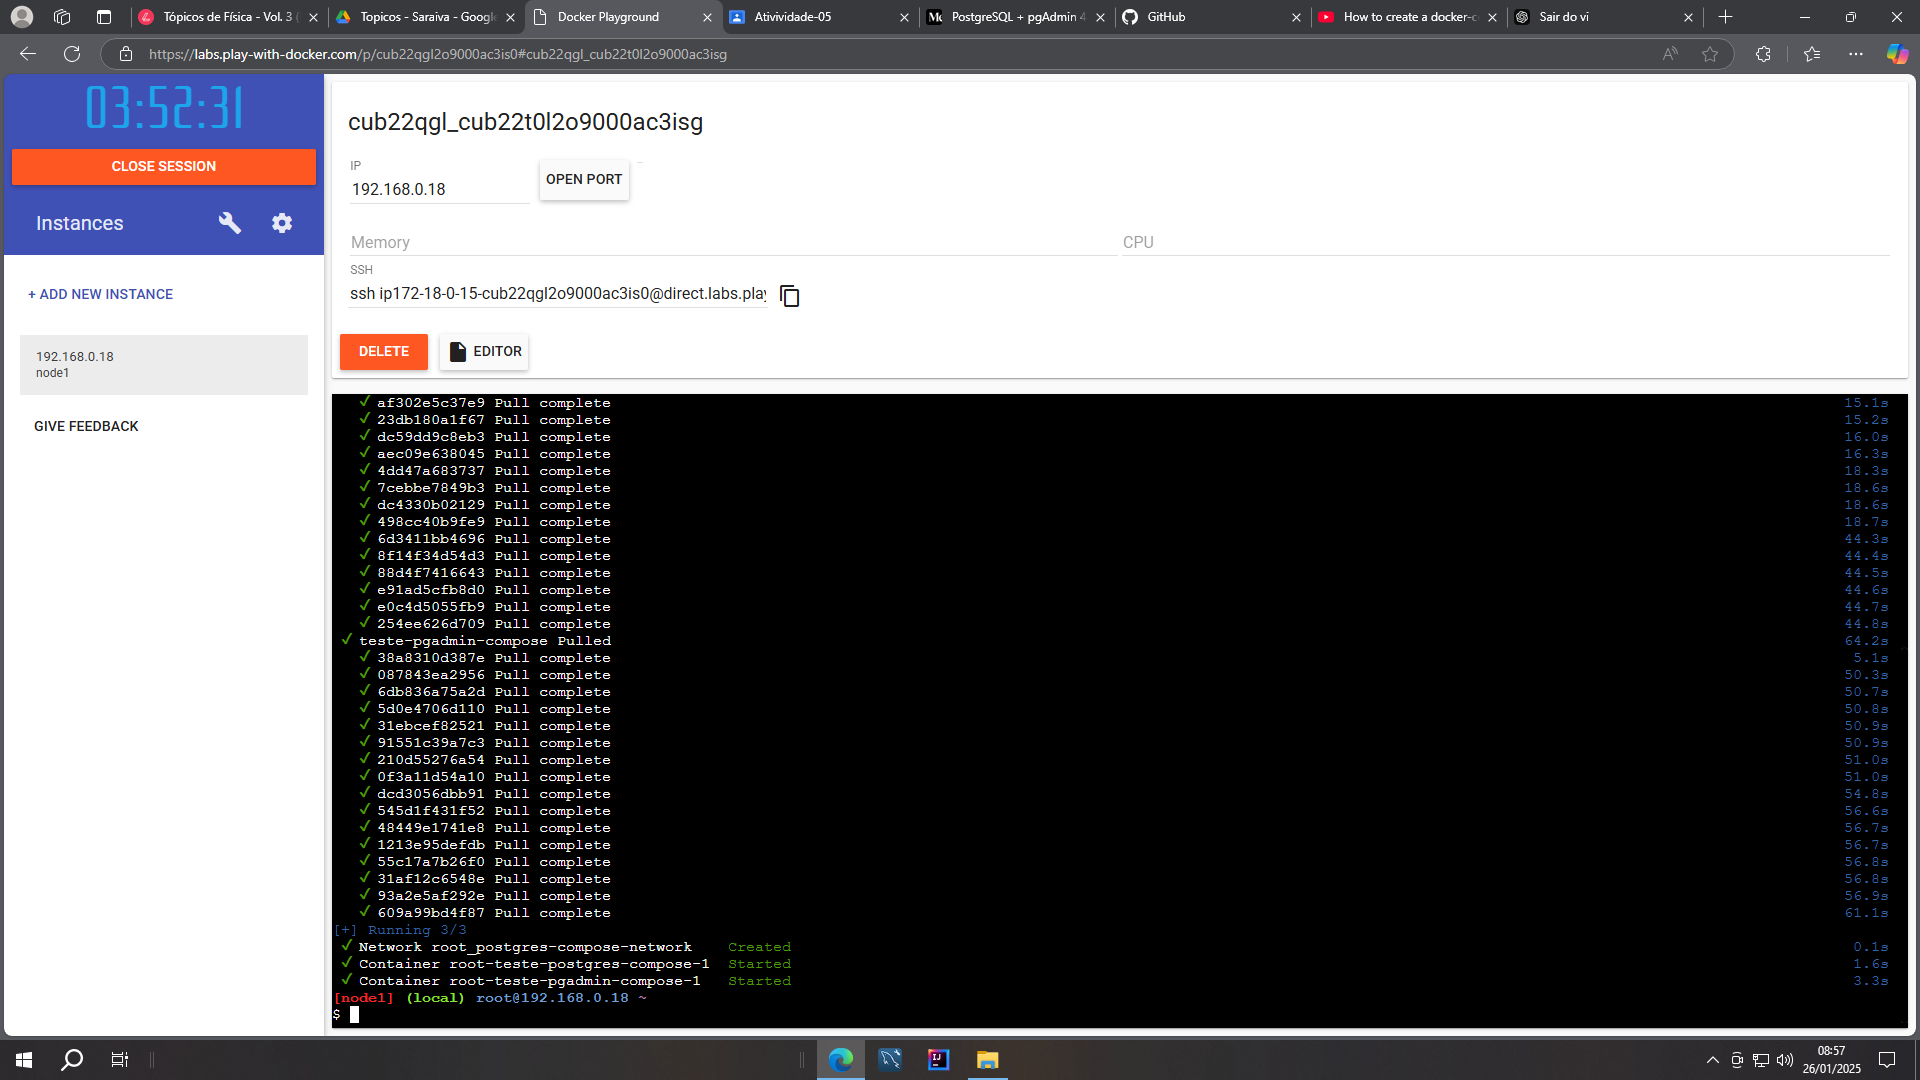 Tópicos de Física - Vol. 3 (
Topicos - Saraiva - Google
Docker Playground
Ativividade-05
PostgreSQL + pgAdmin 4
GitHub
How to create a docker-c
Sair do vi
https://labs.play-with-docker.com/p/cub22qgl2o9000ac3is0#cub22qgl_cub22t0l2o9000ac3isg
03:52:31
CLOSE SESSION
Instances
+ ADD NEW INSTANCE
192.168.0.18
node1
GIVE FEEDBACK
cub22qgl_cub22t0l2o9000ac3isg
IP
192.168.0.18
OPEN PORT
Memory
CPU
SSH
ssh ip172-18-0-15-cub22qgl2o9000ac3is0@direct.labs.play
DELETE
EDITOR
✓ af302e5c37e9 Pull complete 15.1s
✓ 23db180a1f67 Pull complete 15.2s
✓ dc59dd9c8eb3 Pull complete 16.0s
✓ aec09e638045 Pull complete 16.3s
✓ 4dd47a683737 Pull complete 18.3s
✓ 7cebbe7849b3 Pull complete 18.6s
✓ dc4330b02129 Pull complete 18.6s
✓ 498cc40b9fe9 Pull complete 18.7s
✓ 6d3411bb4696 Pull complete 44.3s
✓ 8f14f34d54d3 Pull complete 44.4s
✓ 88d4f7416643 Pull complete 44.5s
✓ e91ad5cfb8d0 Pull complete 44.6s
✓ e0c4d5055fb9 Pull complete 44.7s
✓ 254ee626d709 Pull complete 44.8s
✓ teste-pgadmin-compose Pulled 64.2s
✓ 38a8310d387e Pull complete 5.1s
✓ 087843ea2956 Pull complete 50.3s
✓ 6db836a75a2d Pull complete 50.7s
✓ 5d0e4706d110 Pull complete 50.8s
✓ 31ebcef82521 Pull complete 50.9s
✓ 91551c39a7c3 Pull complete 50.9s
✓ 210d55276a54 Pull complete 51.0s
✓ 0f3a11d54a10 Pull complete 51.0s
✓ dcd3056dbb91 Pull complete 54.8s
✓ 545d1f431f52 Pull complete 56.6s
✓ 48449e1741e8 Pull complete 56.7s
✓ 1213e95defdb Pull complete 56.7s
✓ 55c17a7b26f0 Pull complete 56.8s
✓ 31af12c6548e Pull complete 56.8s
✓ 93a2e5af292e Pull complete 56.9s
✓ 609a99bd4f87 Pull complete 61.1s
[+] Running 3/3
✓ Network root_postgres-compose-network Created 0.1s
✓ Container root-teste-postgres-compose-1 Started 1.6s
✓ Container root-teste-pgadmin-compose-1 Started 3.3s
[node1] (local) root@192.168.0.18 ~
$
08:57
26/01/2025